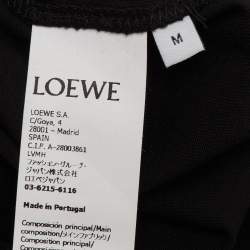 M
LOEWE
LOEWE S.A.
C/Goya, 4
28001 - Madrid
SPAIN
C.I.F. A-28003861
LVMH
ファッション・グループ・
ジャパン株式会社
ロエベジャパン
03-6215-6116
Made in Portugal
Composición principal/Main
composition/メインファブリック/
Composition principale/